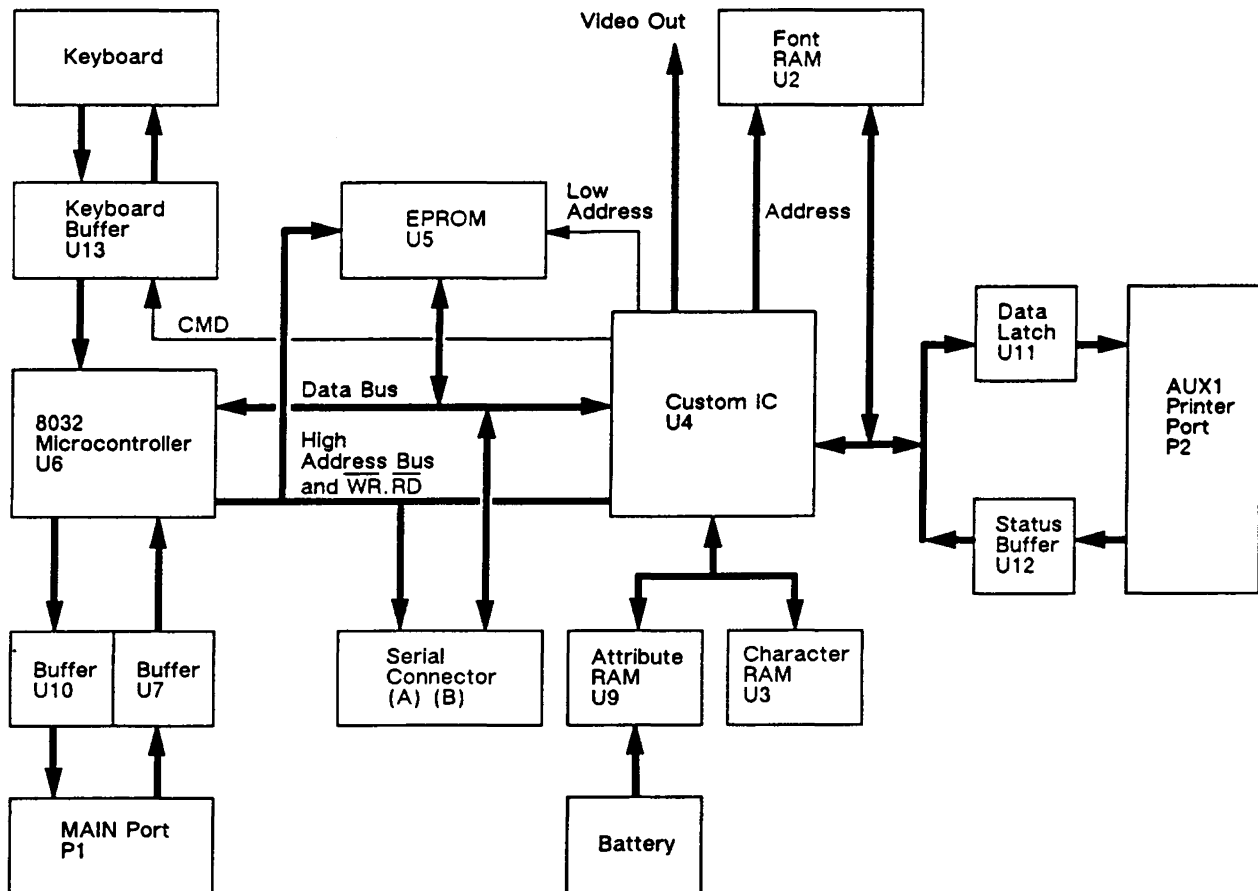 Video Out
Keyboard
Font
RAM
U2
Keyboard
Buffer
U13
EPROM
U5
Low
Address
Address
CMD
Data
Latch
U11
AUX1
Printer
Port
P2
8032
Microcontroller
U6
Data Bus
High
Address Bus
and WR.RD
Custom IC
U4
Status
Buffer
U12
Buffer
U10
Buffer
U7
Serial
Connector
(A) (B)
Attribute
RAM
U9
Character
RAM
U3
MAIN Port
P1
Battery